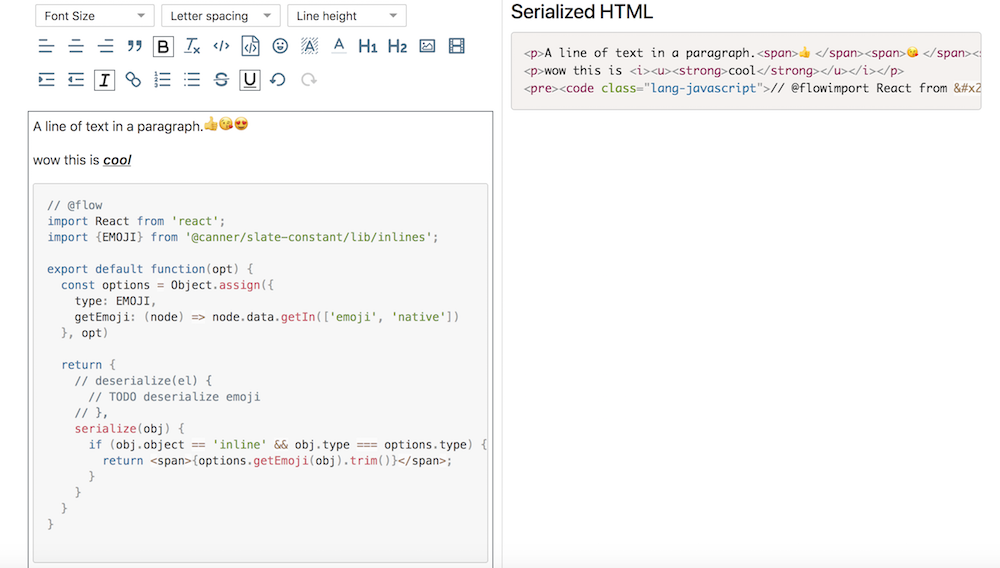 Font Size
Letter spacing
Line height
B
H1
H2
I
U
A line of text in a paragraph.👍😘😍
wow this is cool
// @flow
import React from 'react';
import {EMOJI} from '@canner/slate-constant/lib/inlines';
export default function(opt) {
  const options = Object.assign({
    type: EMOJI,
    getEmoji: (node) => node.data.getIn(['emoji', 'native'])
  }, opt)
  return {
    // deserialize(el) {
      // TODO deserialize emoji
    // },
    serialize(obj) {
      if (obj.object == 'inline' && obj.type === options.type) {
        return <span>{options.getEmoji(obj).trim()}</span>;
      }
    }
  }
}
Serialized HTML
<p>A line of text in a paragraph.<span>👍 </span><span>😘 </span><
<p>wow this is <i><u><strong>cool</strong></u></i></p>
<pre><code class="lang-javascript">// @flowimport React from &#x2